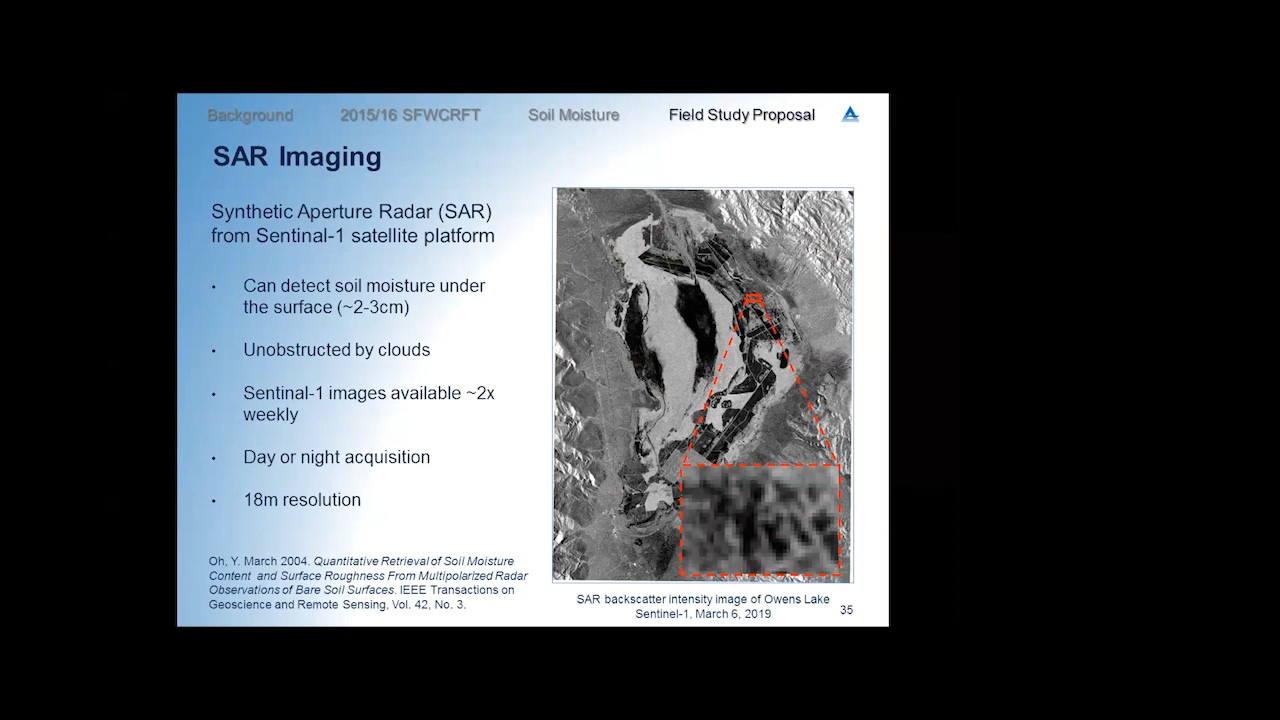 Background 2015/16 SFWCRFT Soil Moisture Field Study Proposal
SAR Imaging
Synthetic Aperture Radar (SAR)
from Sentinal-1 satellite platform
• Can detect soil moisture under
the surface (~2-3cm)
• Unobstructed by clouds
• Sentinal-1 images available ~2x
weekly
• Day or night acquisition
• 18m resolution
Oh, Y. March 2004. Quantitative Retrieval of Soil Moisture
Content and Surface Roughness From Multipolarized Radar
Observations of Bare Soil Surfaces. IEEE Transactions on
Geoscience and Remote Sensing, Vol. 42, No. 3.
SAR backscatter intensity image of Owens Lake
Sentinel-1, March 6, 2019
35